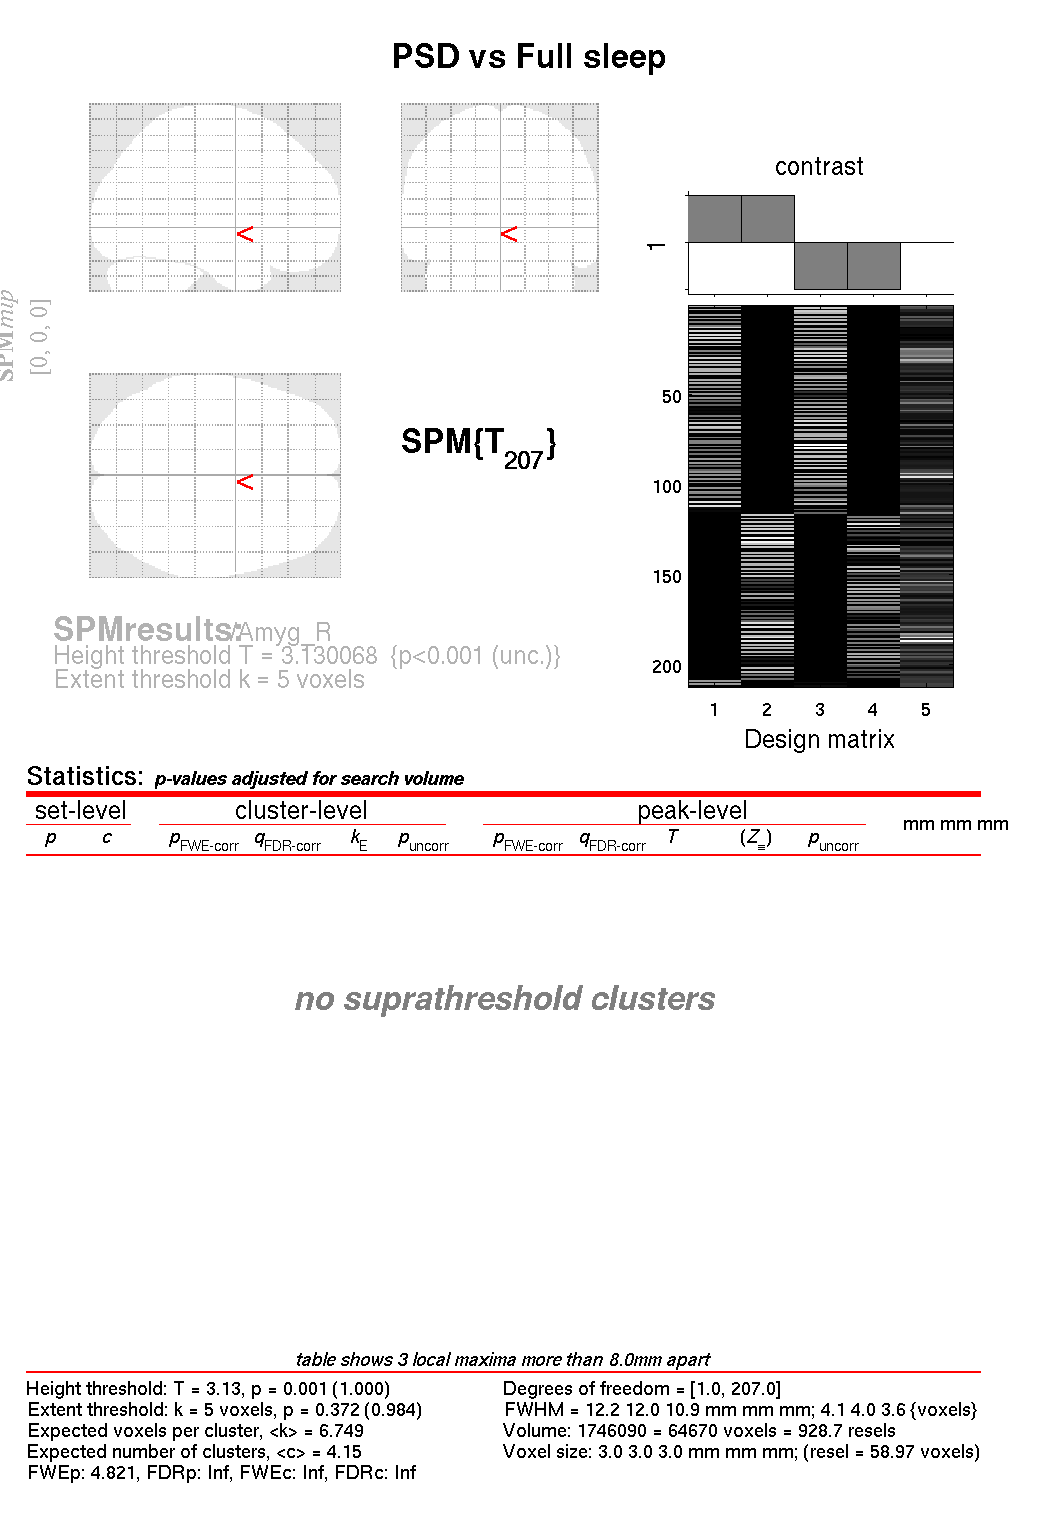 PSD vs Full sleep
contrast
1
SPMmip
[0, 0, 0]
<
<
<
SPM{T207}
50
100
150
200
1 2 3 4 5
Design matrix
SPMresults: ./Amyg_R
Height threshold T = 3.130068 {p<0.001 (unc.)}
Extent threshold k = 5 voxels
Statistics: p-values adjusted for search volume
set-level cluster-level peak-level mm mm mm
p c pFWE-corr qFDR-corr kE puncorr pFWE-corr qFDR-corr T (Z≡) puncorr
no suprathreshold clusters
table shows 3 local maxima more than 8.0mm apart
Height threshold: T = 3.13, p = 0.001 (1.000)
Extent threshold: k = 5 voxels, p = 0.372 (0.984)
Expected voxels per cluster, <k> = 6.749
Expected number of clusters, <c> = 4.15
FWEp: 4.821, FDRp: Inf, FWEc: Inf, FDRc: Inf
Degrees of freedom = [1.0, 207.0]
FWHM = 12.2 12.0 10.9 mm mm mm; 4.1 4.0 3.6 {voxels}
Volume: 1746090 = 64670 voxels = 928.7 resels
Voxel size: 3.0 3.0 3.0 mm mm mm; (resel = 58.97 voxels)